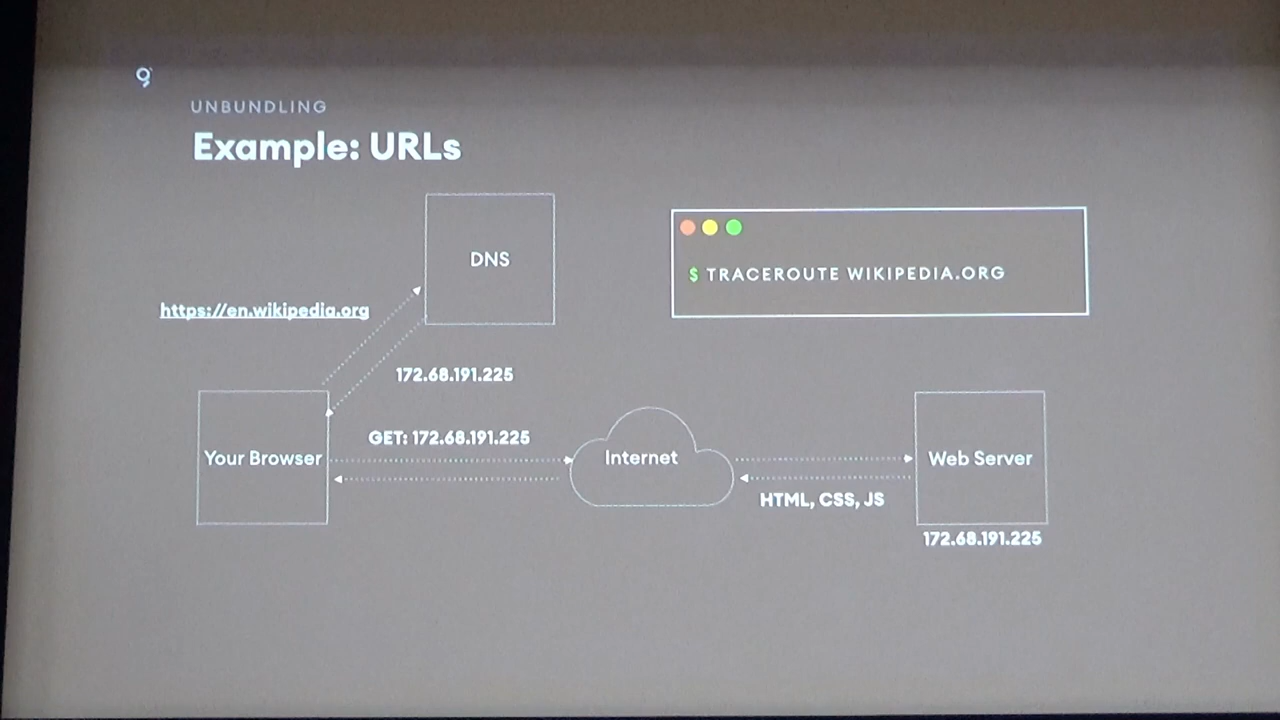 UNBUNDLING
Example: URLs
DNS
$ TRACEROUTE WIKIPEDIA.ORG
https://en.wikipedia.org
172.68.191.225
GET: 172.68.191.225
Your Browser
Internet
Web Server
HTML, CSS, JS
172.68.191.225